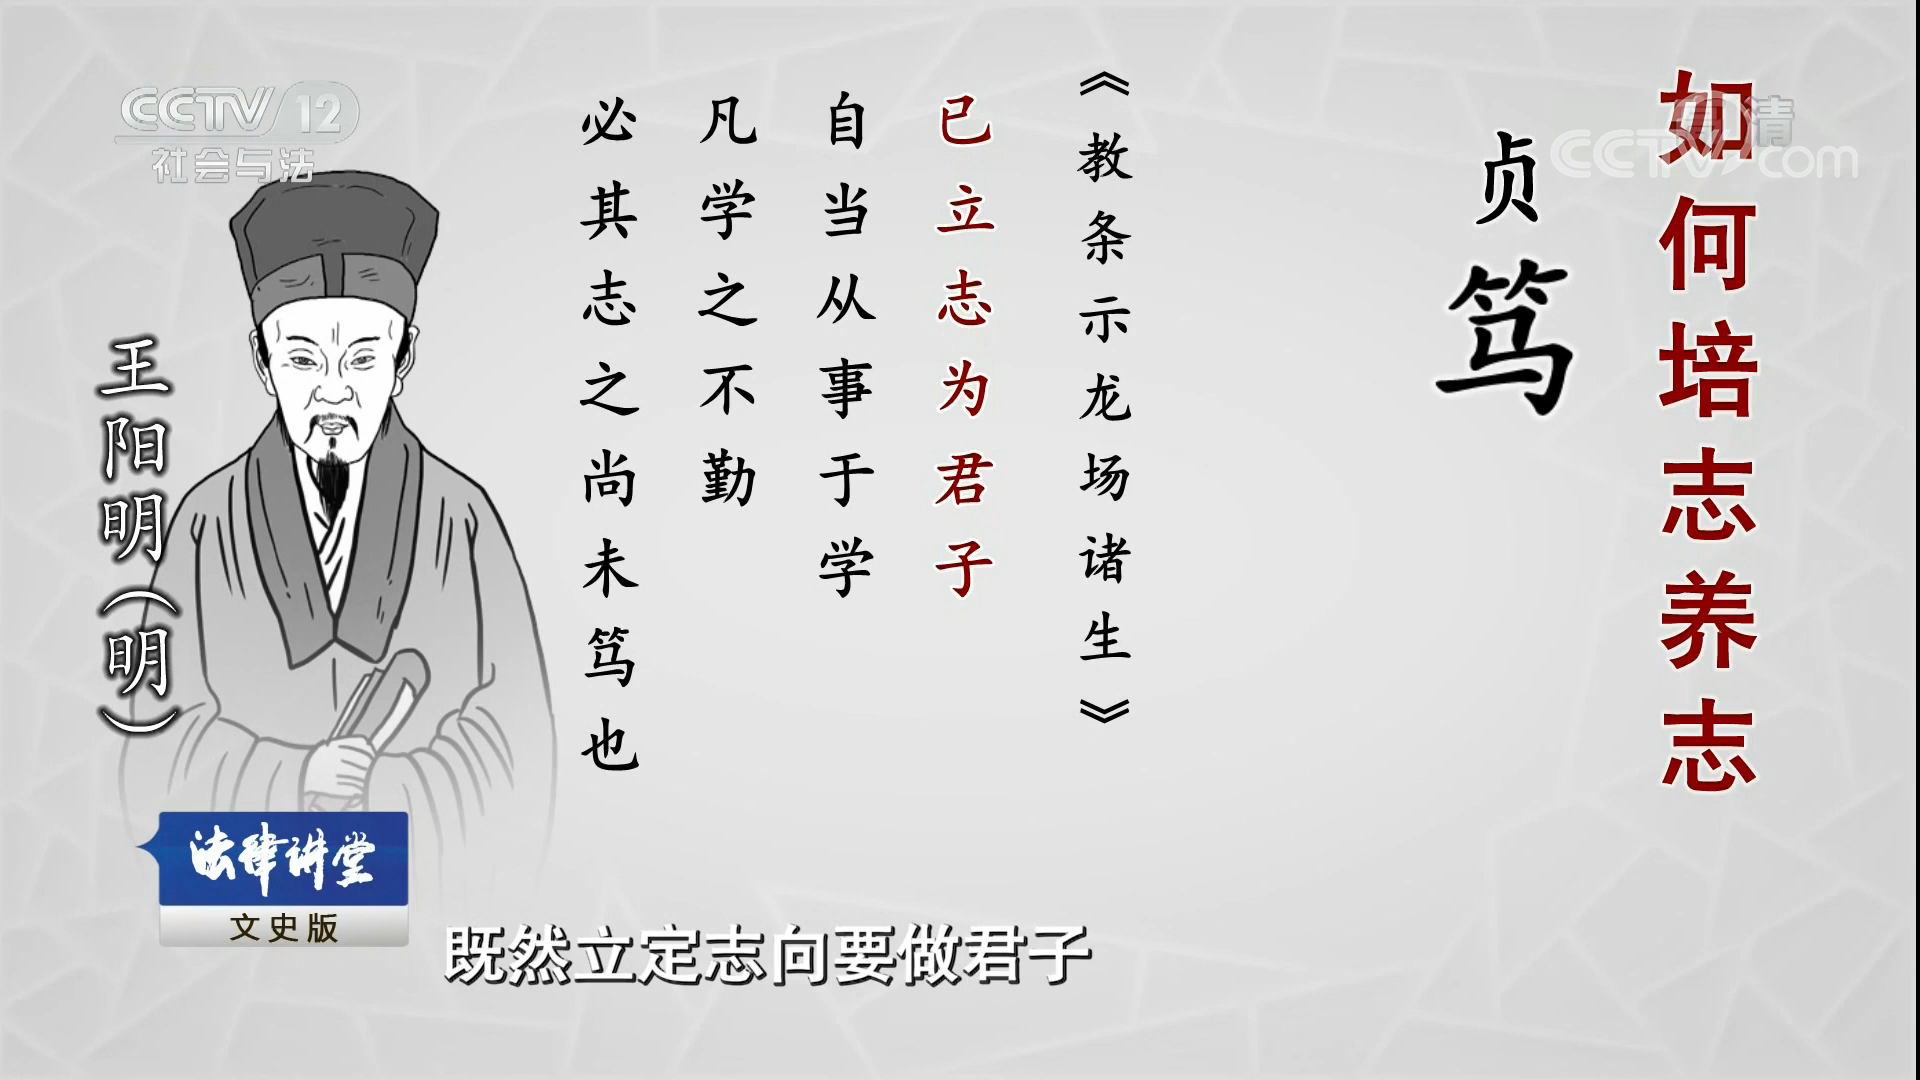 CCTV 12
社会与法
高清
CCTV.com
如何培志养志
贞笃
《教条示龙场诸生》
已立志为君子
自当从事于学
凡学之不勤
必其志之尚未笃也
王阳明（明）
法律讲堂
文史版
既然立定志向要做君子